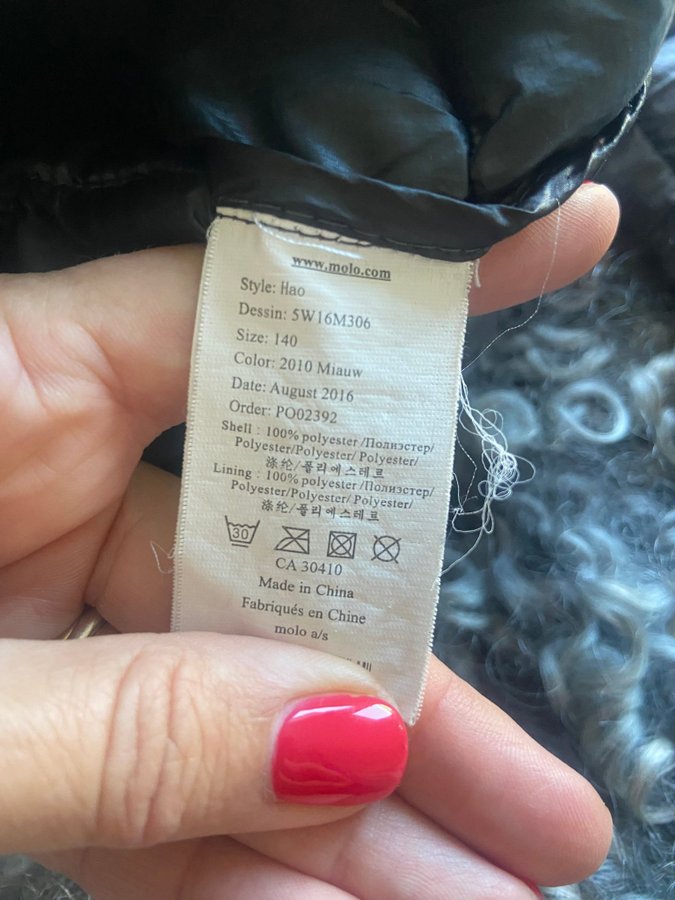 www.molo.com
Style: Hao
Dessin: 5W16M306
Size: 140
Color: 2010 Miauw
Date: August 2016
Order: PO02392
Shell : 100% polyester /Полиэстер/
Polyester/Polyester/ Polyester/
涤纶/폴리에스테르
Lining : 100% polyester/Полиэстер/
Polyester/Polyester/ Polyester/
涤纶/폴리에스테르
30
CA 30410
Made in China
Fabriqués en Chine
molo a/s